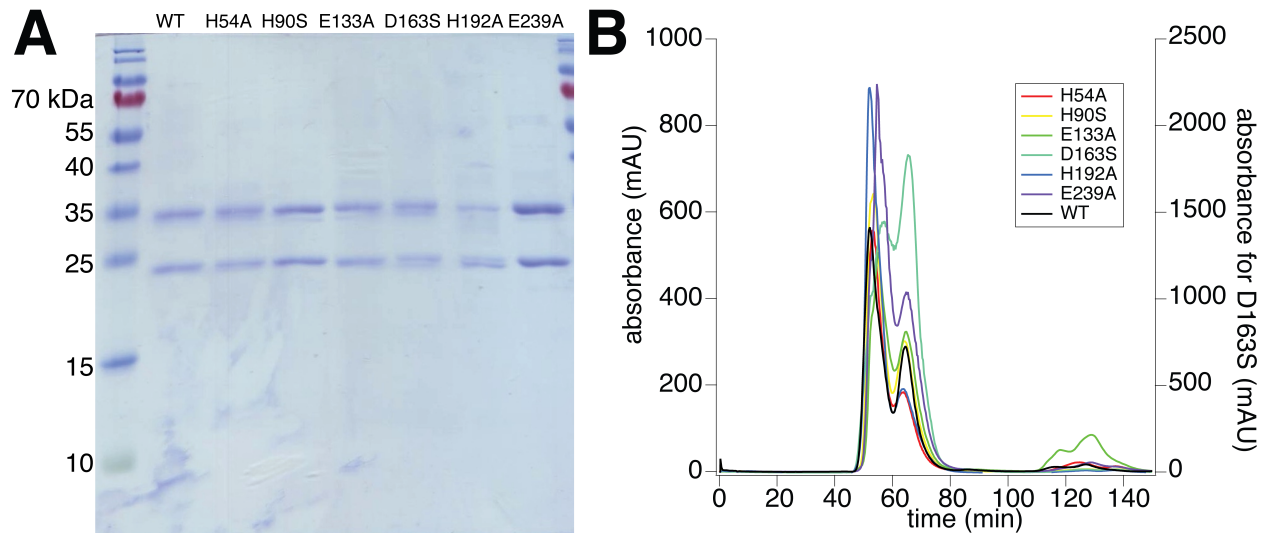 A
WT H54A H90S E133A D163S H192A E239A
70 kDa
55
40
35
25
15
10
B
absorbance (mAU)
1000
800
600
400
200
0
0 20 40 60 80 100 120 140
time (min)
2500
2000
1500
1000
500
0
absorbance for D163S (mAU)
H54A
H90S
E133A
D163S
H192A
E239A
WT